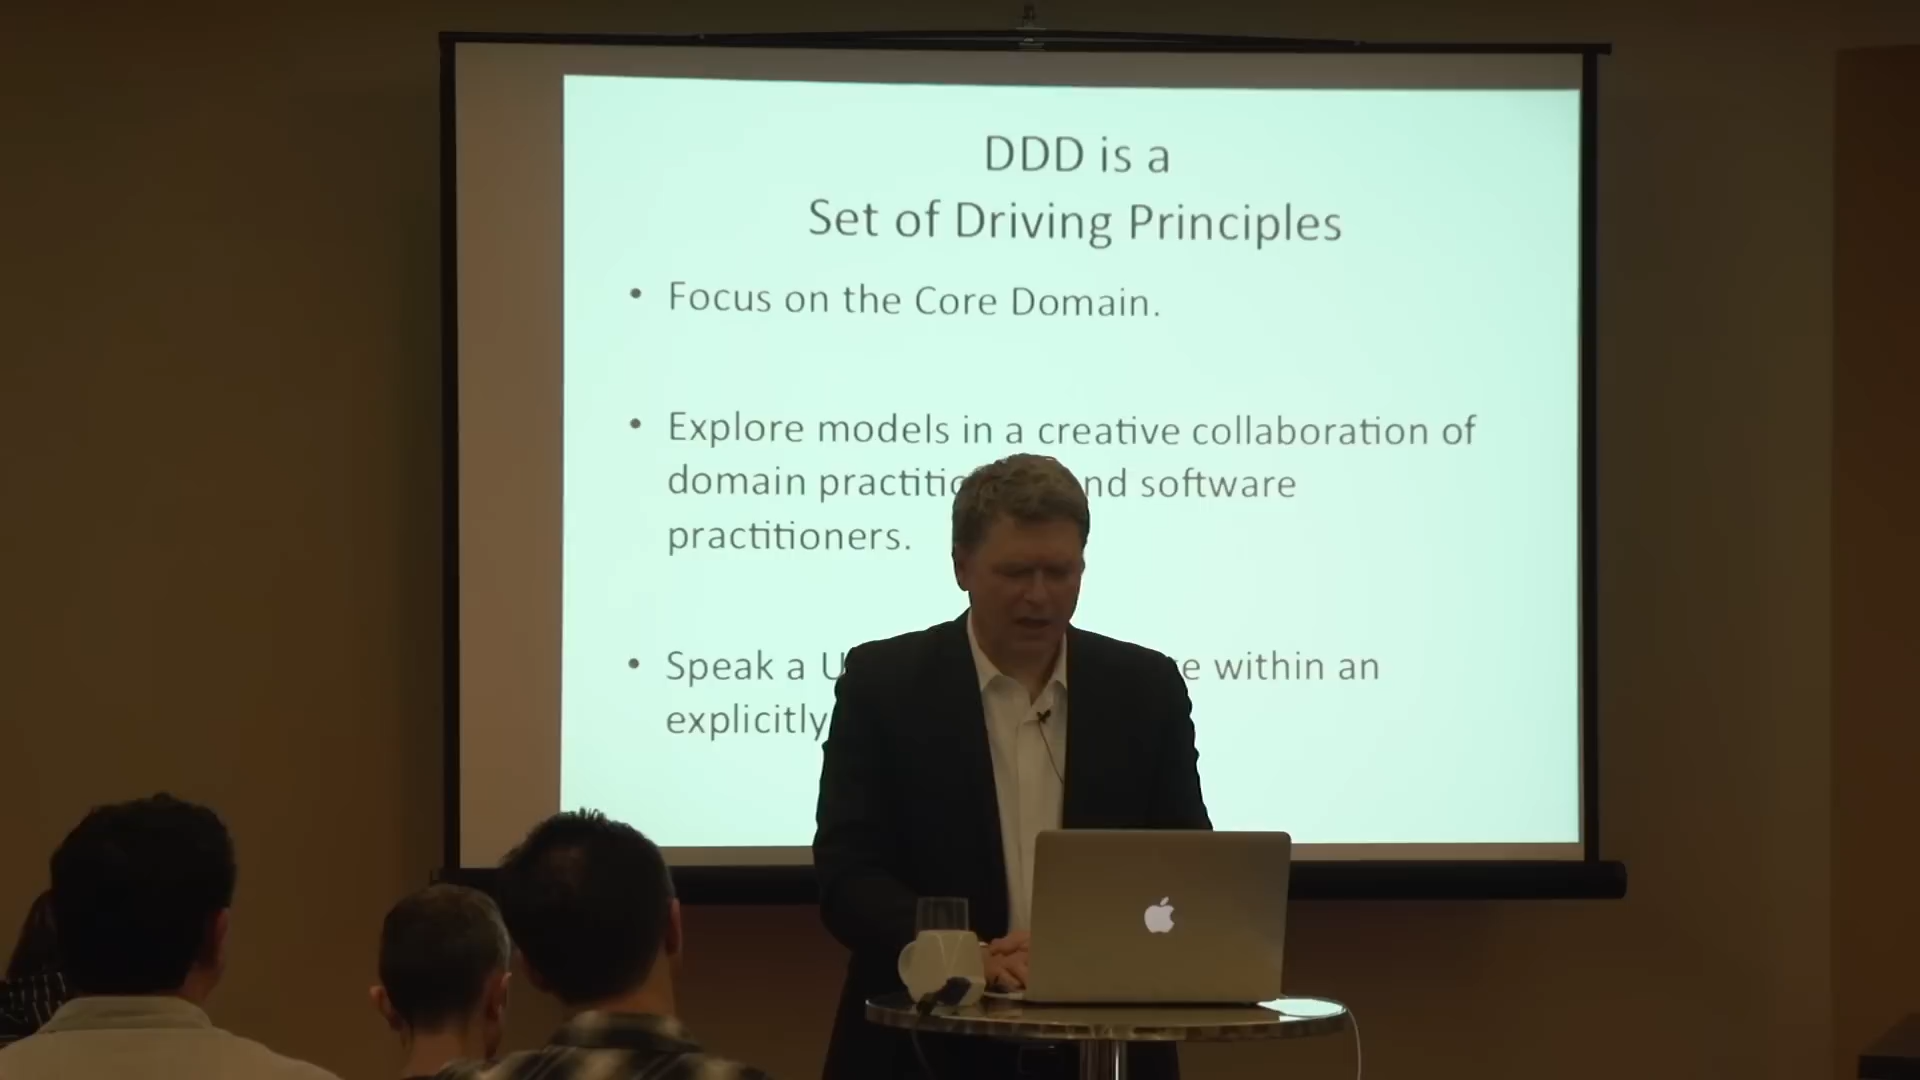 DDD is a
Set of Driving Principles
• Focus on the Core Domain.
• Explore models in a creative collaboration of
domain and software
practitioners.
• Speak a within an
explicitly